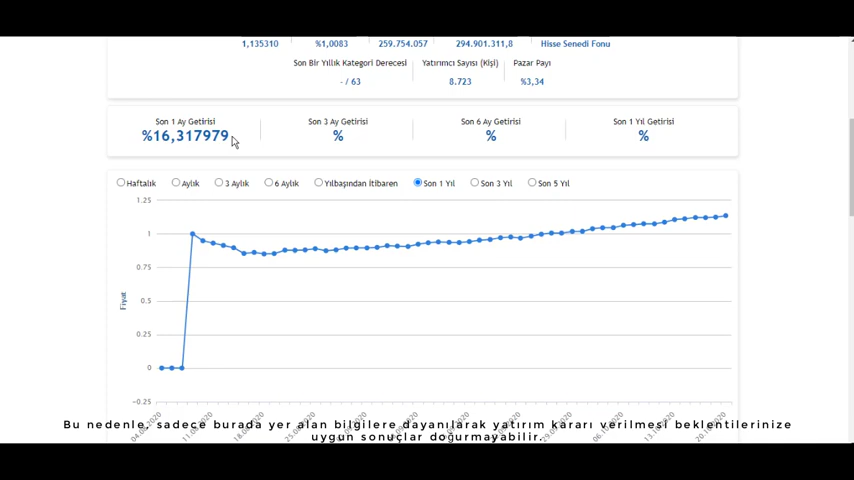 1,135310 %1,0083 259.754.057 294.901.311,8 Hisse Senedi Fonu
Son Bir Yıllık Kategori Derecesi Yatırımcı Sayısı (Kişi) Pazar Payı
- / 63 8.723 %3,34
Son 1 Ay Getirisi Son 3 Ay Getirisi Son 6 Ay Getirisi Son 1 Yıl Getirisi
%16,317979 % % %
Haftalık Aylık 3 Aylık 6 Aylık Yılbaşından İtibaren Son 1 Yıl Son 3 Yıl Son 5 Yıl
1.25
1
0.75
Fiyat
0.5
0.25
0
-0.25
Bu nedenle, sadece burada yer alan bilgilere dayanılarak yatırım kararı verilmesi beklentilerinize
uygun sonuçlar doğurmayabilir.